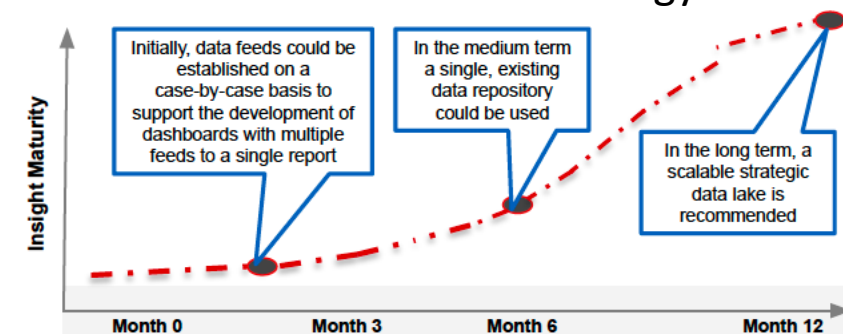 Initially, data feeds could be
established on a
case-by-case basis to
support the development of
dashboards with multiple
feeds to a single report
In the medium term
a single, existing
data repository
could be used
In the long term, a
scalable strategic
data lake is
recommended
Insight Maturity
Month 0
Month 3
Month 6
Month 12